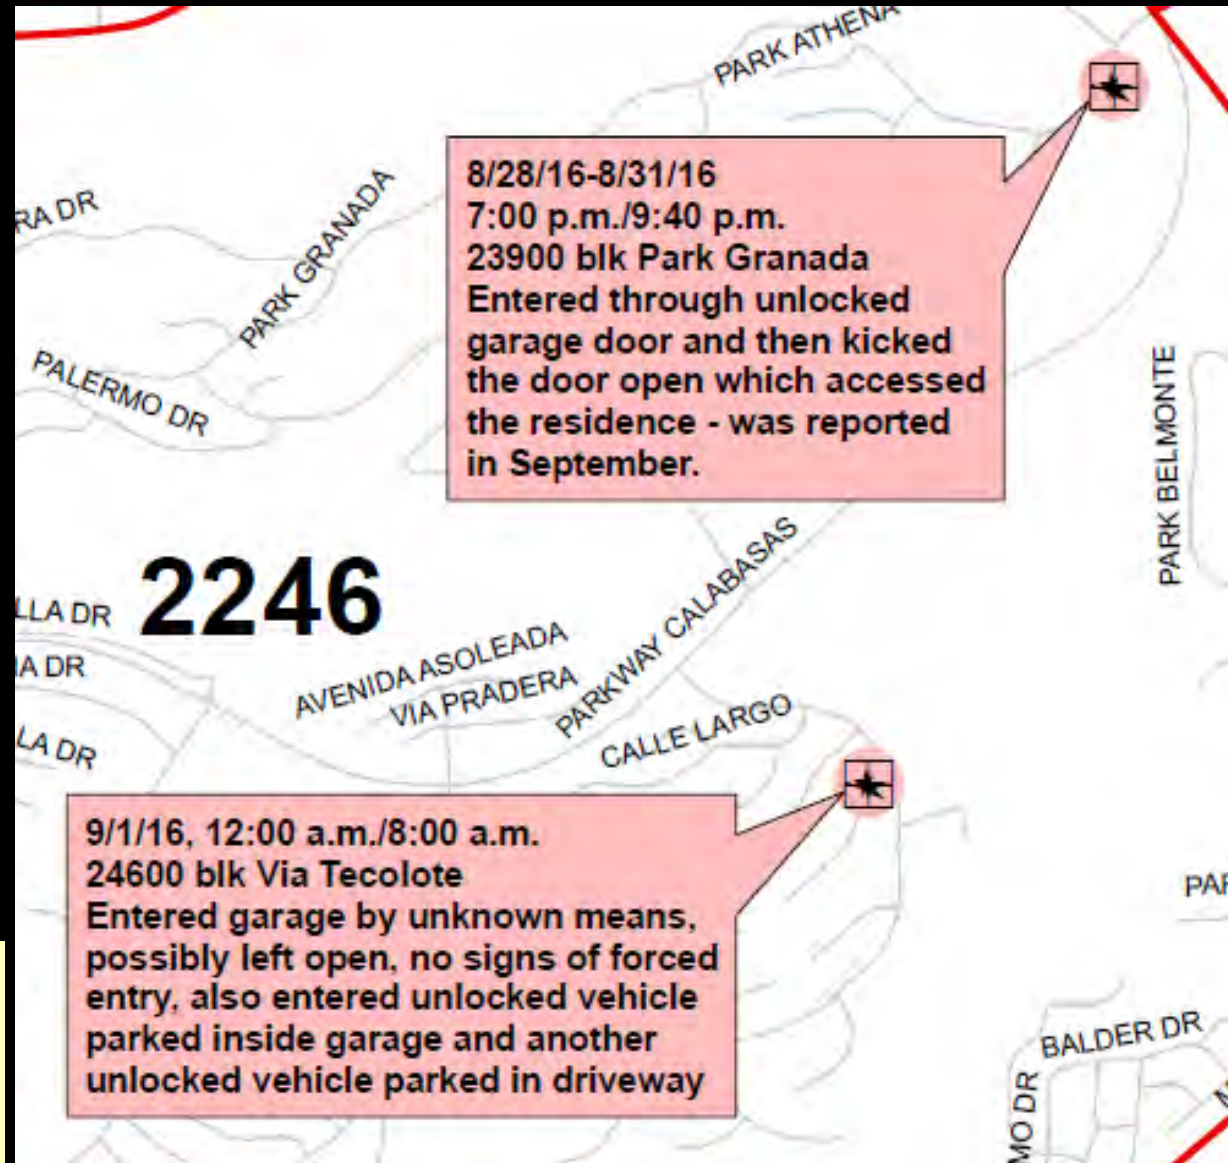 PARK ATHENA
8/28/16-8/31/16
7:00 p.m./9:40 p.m.
23900 blk Park Granada
Entered through unlocked
garage door and then kicked
the door open which accessed
the residence - was reported
in September.
RA DR
PARK GRANADA
PALERMO DR
PARK BELMONTE
2246
LLA DR
IA DR
LA DR
AVENIDA ASOLEADA
VIA PRADERA
PARKWAY CALABASAS
CALLE LARGO
9/1/16, 12:00 a.m./8:00 a.m.
24600 blk Via Tecolote
Entered garage by unknown means,
possibly left open, no signs of forced
entry, also entered unlocked vehicle
parked inside garage and another
unlocked vehicle parked in driveway
PAR
BALDER DR
MO DR